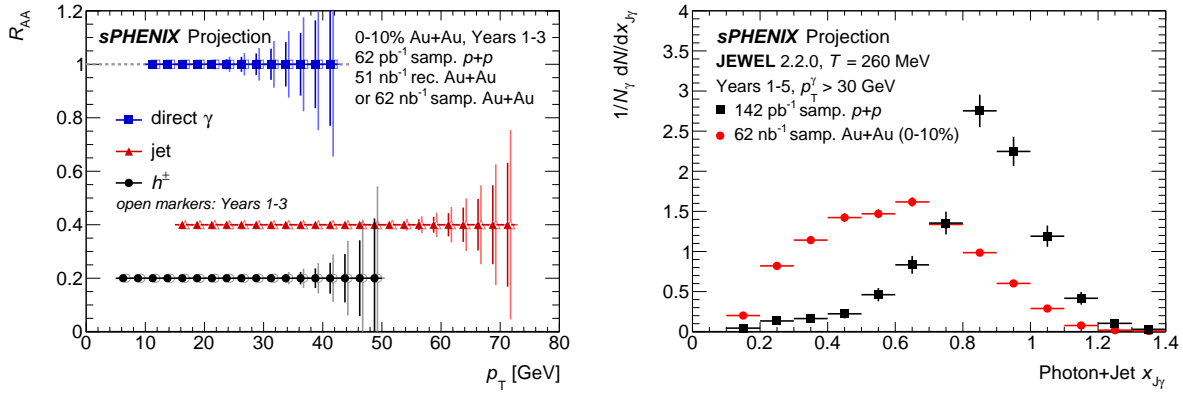 R_AA
1.2
1
0.8
0.6
0.4
0.2
0
sPHENIX Projection
0-10% Au+Au, Years 1-3
62 pb⁻¹ samp. p+p
51 nb⁻¹ rec. Au+Au
or 62 nb⁻¹ samp. Au+Au
direct γ
jet
h±
open markers: Years 1-3
0 10 20 30 40 50 60 70 80
p_T [GeV]
1/N_γ dN/dx_Jγ
4
3.5
3
2.5
2
1.5
1
0.5
0
sPHENIX Projection
JEWEL 2.2.0, T = 260 MeV
Years 1-5, p_T^γ > 30 GeV
142 pb⁻¹ samp. p+p
62 nb⁻¹ samp. Au+Au (0-10%)
0 0.2 0.4 0.6 0.8 1 1.2 1.4
Photon+Jet x_Jγ